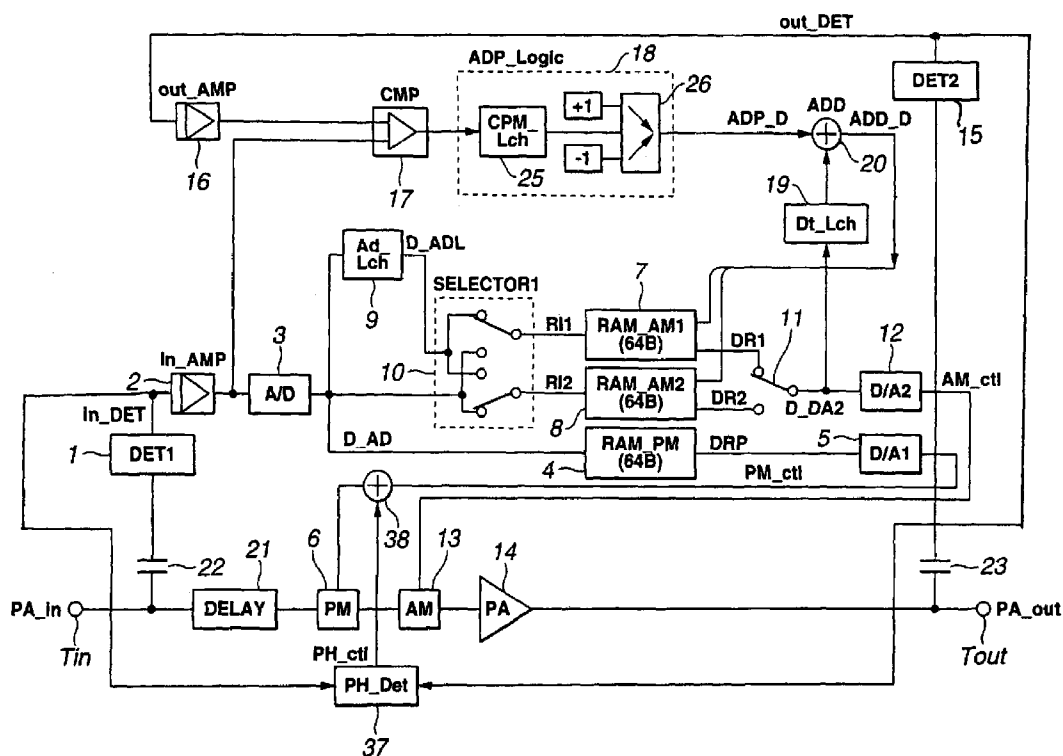 out_DET
ADP_Logic
18
DET2
15
out_AMP
16
CMP
17
CPM_
Lch
25
+1
-1
26
ADP_D
ADD
ADD_D
20
19
Dt_Lch
Ad_
Lch
9
D_ADL
SELECTOR1
10
7
RI1
RAM_AM1
(64B)
DR1
11
12
D/A2
AM_ctl
In_AMP
2
3
A/D
In_DET
RI2
RAM_AM2
(64B)
8
DR2
D_DA2
D_AD
RAM_PM
(64B)
4
DRP
5
D/A1
PM_ctl
1
DET1
38
22
21
6
13
14
23
PA_in
Tin
DELAY
PM
AM
PA
PA_out
Tout
PH_ctl
PH_Det
37